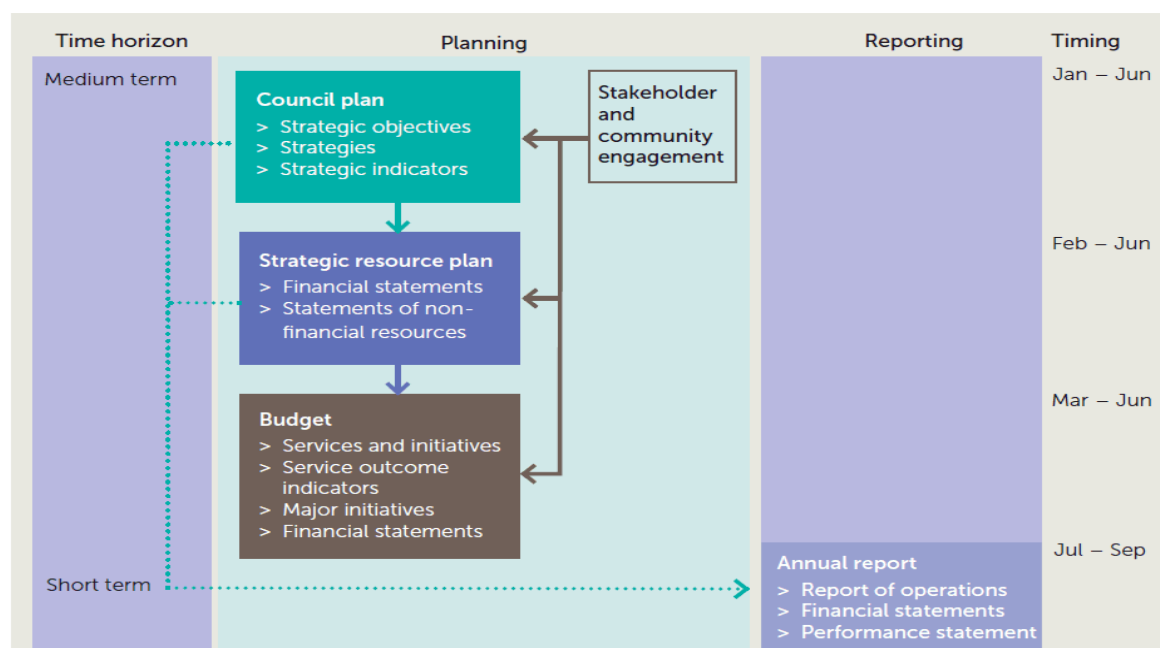 Time horizon
Planning
Reporting
Timing
Medium term
Council plan
> Strategic objectives
> Strategies
> Strategic indicators
Stakeholder
and
community
engagement
Jan – Jun
Strategic resource plan
> Financial statements
> Statements of non-
financial resources
Feb – Jun
Budget
> Services and initiatives
> Service outcome
indicators
> Major initiatives
> Financial statements
Mar – Jun
Short term
Annual report
> Report of operations
> Financial statements
> Performance statement
Jul – Sep